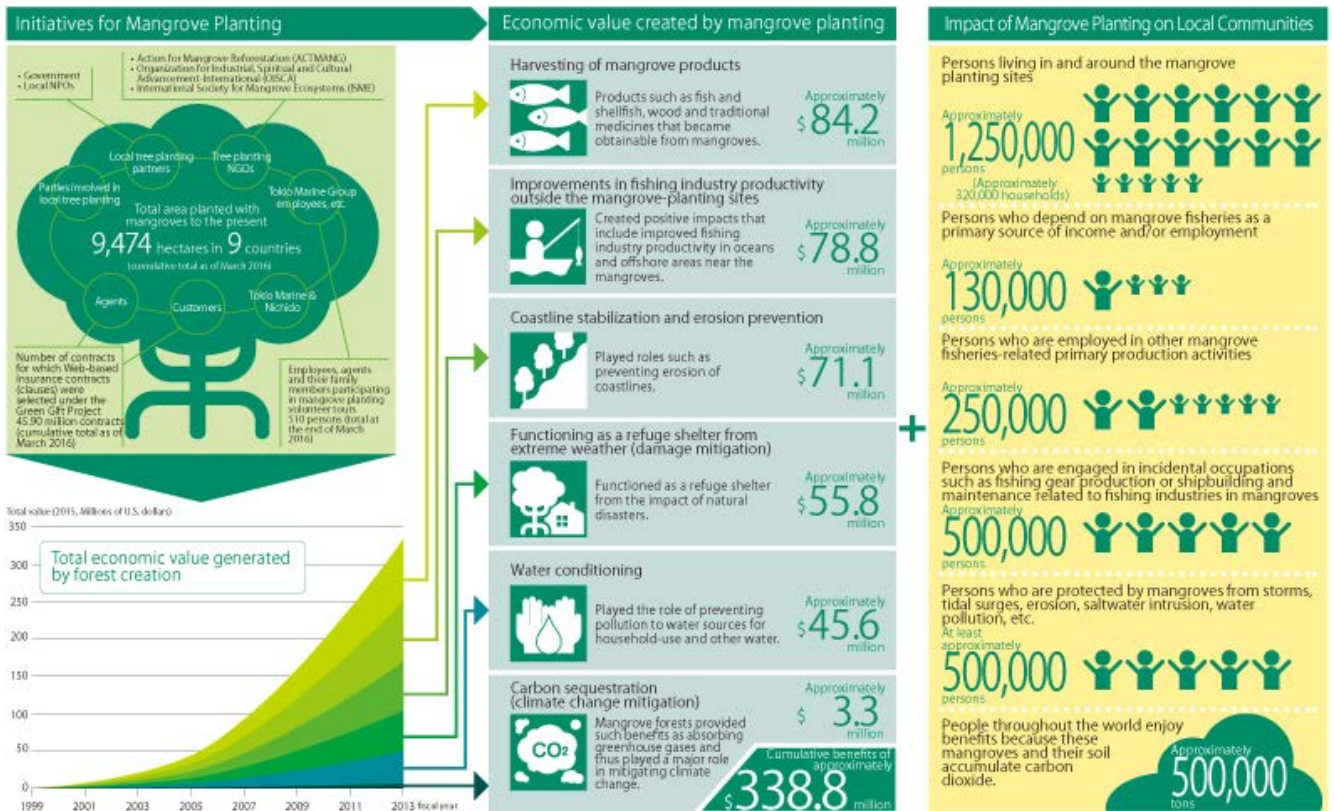 Initiatives for Mangrove Planting
• Government
• Local NPOs
• Action for Mangrove Reforestation (ACTMANG)
• Organization for Industrial, Spiritual and Cultural
Advancement-International (OISCA)
• International Society for Mangrove Ecosystems (ISME)
Local tree planting
partners
Tree planting
NGOs
Parties involved in
local tree planting
Tokio Marine Group
employees, etc.
Total area planted with
mangroves to the present
9,474 hectares in 9 countries
(cumulative total as of March 2016)
Agents
Customers
Tokio Marine &
Nichido
Number of contracts
for which Web-based
insurance contracts
(clauses) were
selected under the
Green Gift Project
45.90 million contracts
(cumulative total as of
March 2016)
Employees, agents
and their family
members participating
in mangrove planting
volunteer tours
510 persons (total at
the end of March
2016)
Total value (2015, Millions of U.S. dollars)
Total economic value generated
by forest creation
350
300
250
200
150
100
50
0
1999 2001 2003 2005 2007 2009 2011 2013 fiscal year
Economic value created by mangrove planting
Harvesting of mangrove products
Products such as fish and
shellfish, wood and traditional
medicines that became
obtainable from mangroves.
Approximately
$84.2
million
Improvements in fishing industry productivity
outside the mangrove-planting sites
Created positive impacts that
include improved fishing
industry productivity in oceans
and offshore areas near the
mangroves.
Approximately
$78.8
million
Coastline stabilization and erosion prevention
Played roles such as
preventing erosion of
coastlines.
Approximately
$71.1
million
Functioning as a refuge shelter from
extreme weather (damage mitigation)
Functioned as a refuge shelter
from the impact of natural
disasters.
Approximately
$55.8
million
Water conditioning
Played the role of preventing
pollution to water sources for
household-use and other water.
Approximately
$45.6
million
Carbon sequestration
(climate change mitigation)
CO2
Mangrove forests provided
such benefits as absorbing
greenhouse gases and
thus played a major role
in mitigating climate
change.
Approximately
$ 3.3
million
Cumulative benefits of
approximately
$338.8 million
+
Impact of Mangrove Planting on Local Communities
Persons living in and around the mangrove
planting sites
Approximately
1,250,000
persons
(Approximately
320,000 households)
Persons who depend on mangrove fisheries as a
primary source of income and/or employment
Approximately
130,000
persons
Persons who are employed in other mangrove
fisheries-related primary production activities
Approximately
250,000
persons
Persons who are engaged in incidental occupations
such as fishing gear production or shipbuilding and
maintenance related to fishing industries in mangroves
Approximately
500,000
persons
Persons who are protected by mangroves from storms,
tidal surges, erosion, saltwater intrusion, water
pollution, etc.
At least
approximately
500,000
persons
People throughout the world enjoy
benefits because these
mangroves and their soil
accumulate carbon
dioxide.
Approximately
500,000
tons